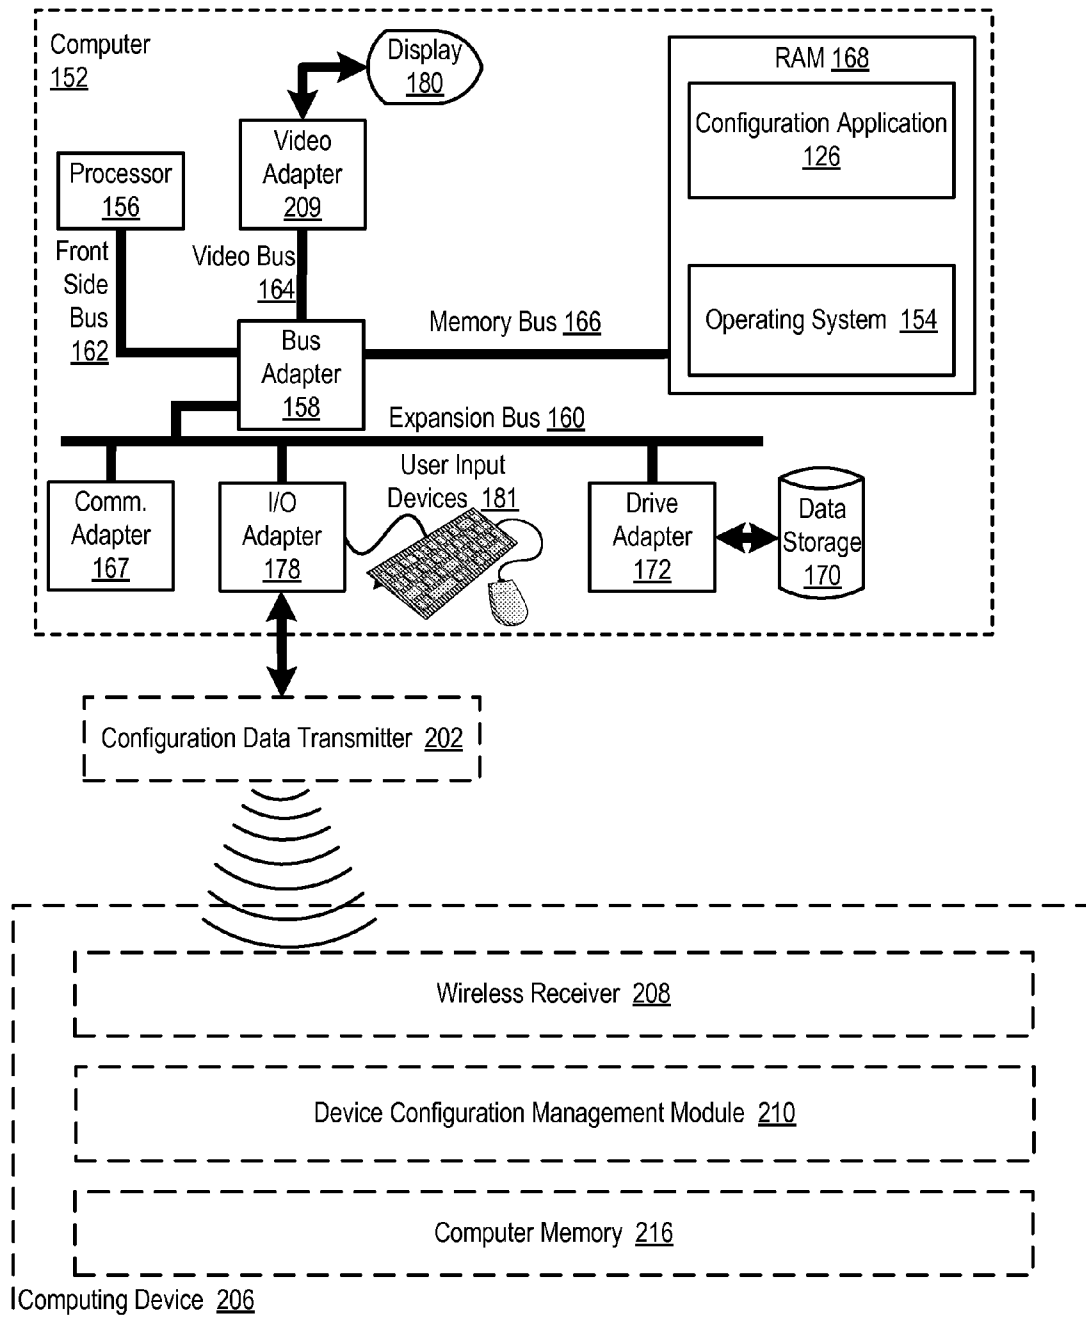 Computer
152
Display
180
RAM 168
Configuration Application
126
Operating System 154
Video
Adapter
209
Processor
156
Front
Side
Bus
162
Video Bus
164
Memory Bus 166
Bus
Adapter
158
Expansion Bus 160
Comm.
Adapter
167
I/O
Adapter
178
User Input
Devices 181
Drive
Adapter
172
Data
Storage
170
Configuration Data Transmitter 202
Wireless Receiver 208
Device Configuration Management Module 210
Computer Memory 216
Computing Device 206